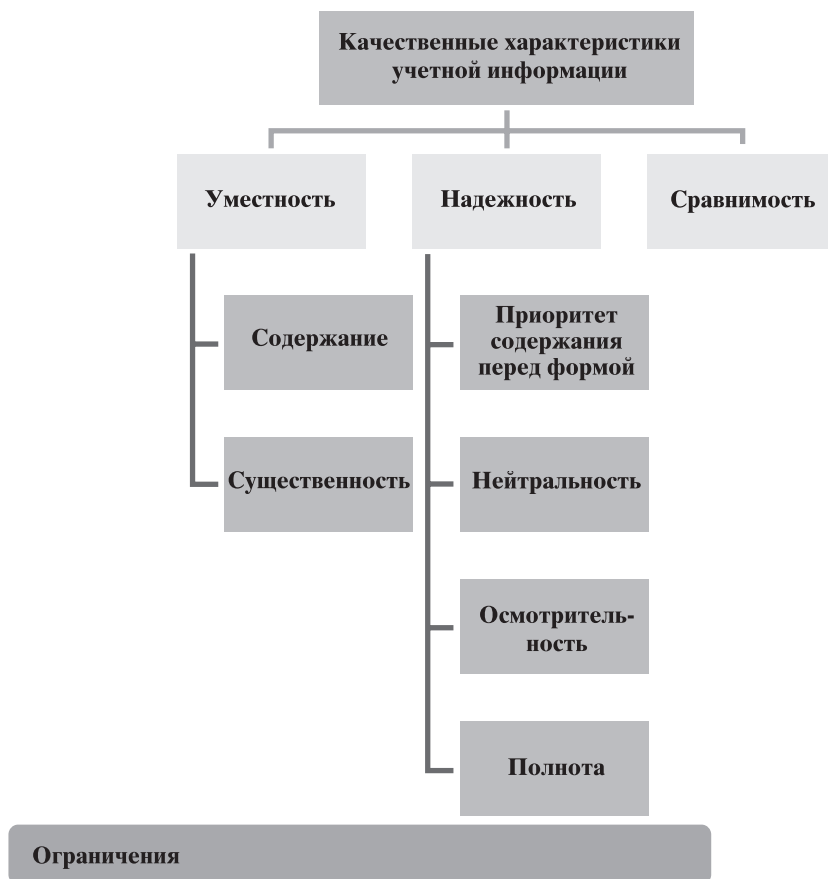 Качественные характеристики
учетной информации
Уместность
Надежность
Сравнимость
Содержание
Приоритет
содержания
перед формой
Существенность
Нейтральность
Осмотритель-
ность
Полнота
Ограничения